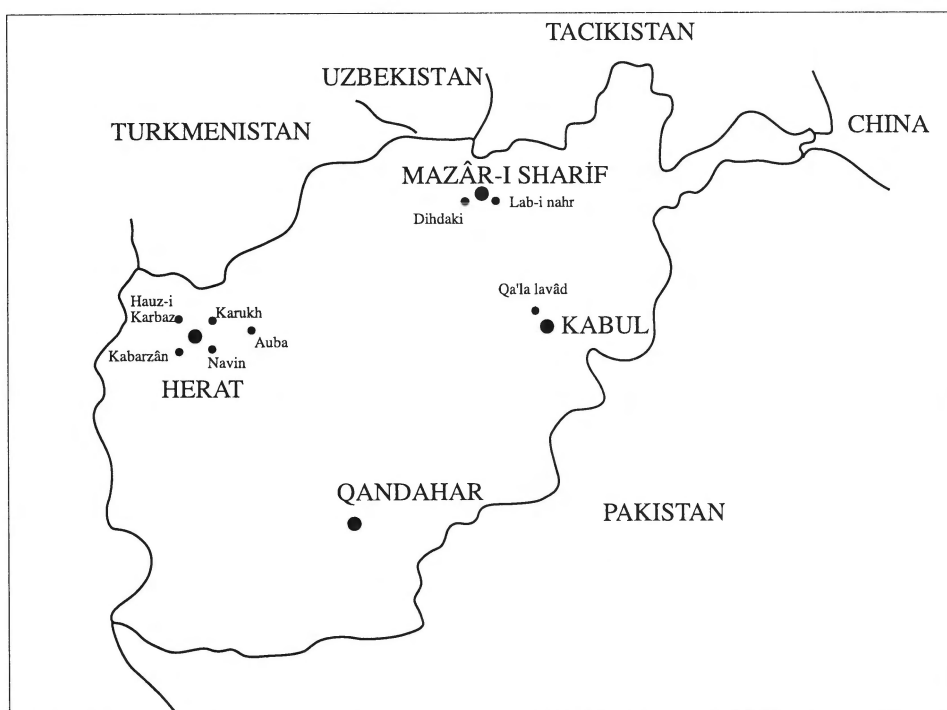 TACIKISTAN
UZBEKISTAN
TURKMENISTAN
CHINA
MAZÂR-I SHARİF
Dihdaki
Lab-i nahr
Qa'la lavâd
KABUL
Hauz-i
Karbaz
Karukh
Auba
Kabarzân
Navin
HERAT
QANDAHAR
PAKISTAN